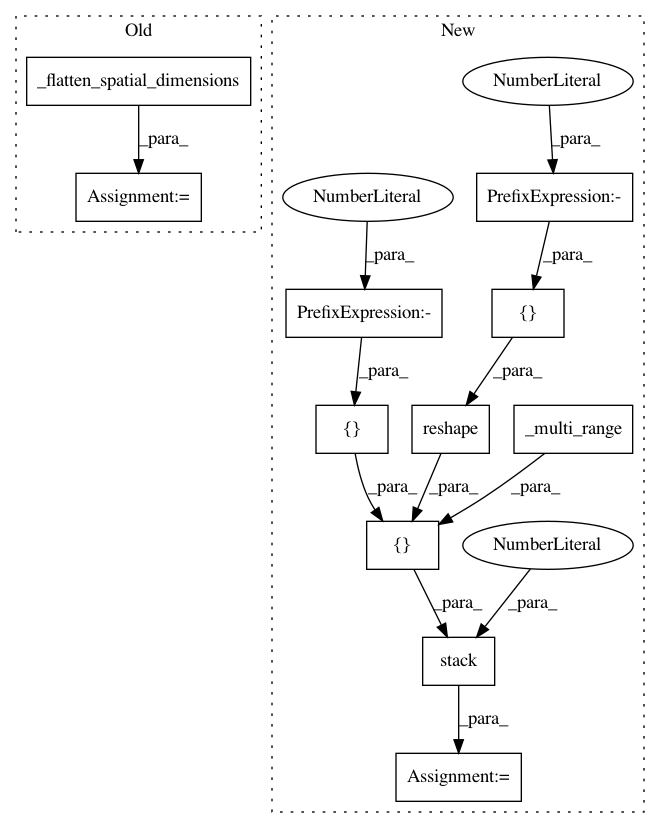 Old
New
_flatten_spatial_dimensions
NumberLiteral
_para_
_para_
Assignment:=
NumberLiteral
PrefixExpression:-
_para_
_para_
PrefixExpression:-
{}
_para_
_para_
{}
reshape
_multi_range
_para_
_para_
_para_
{}
NumberLiteral
_para_
_para_
stack
_para_
Assignment:=